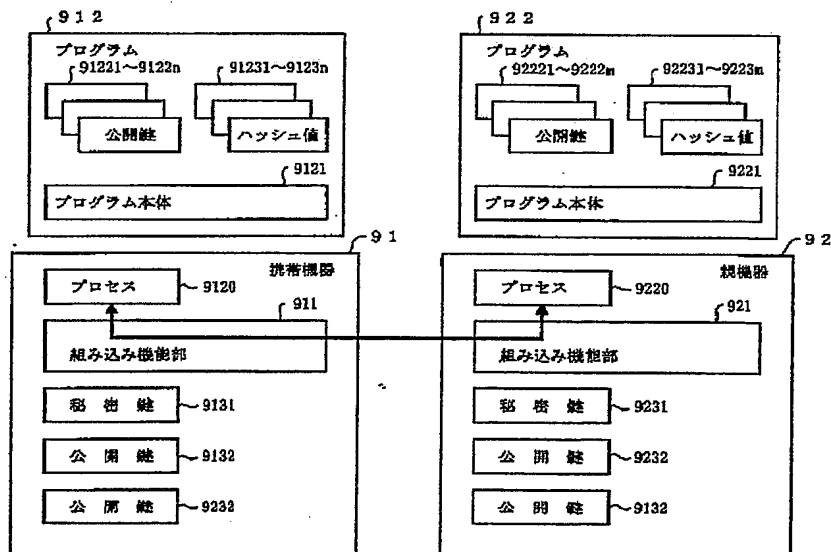 912
プログラム
91221～9122n
91231～9123n
公開鍵
ハッシュ値
9121
プログラム本体
922
プログラム
92221～9222m
92231～9223m
公開鍵
ハッシュ値
9221
プログラム本体
91
携帯機器
プロセス
9120
911
組み込み機能部
秘密鍵
9131
公開鍵
9132
公開鍵
9232
92
親機器
プロセス
9220
921
組み込み機能部
秘密鍵
9231
公開鍵
9232
公開鍵
9132